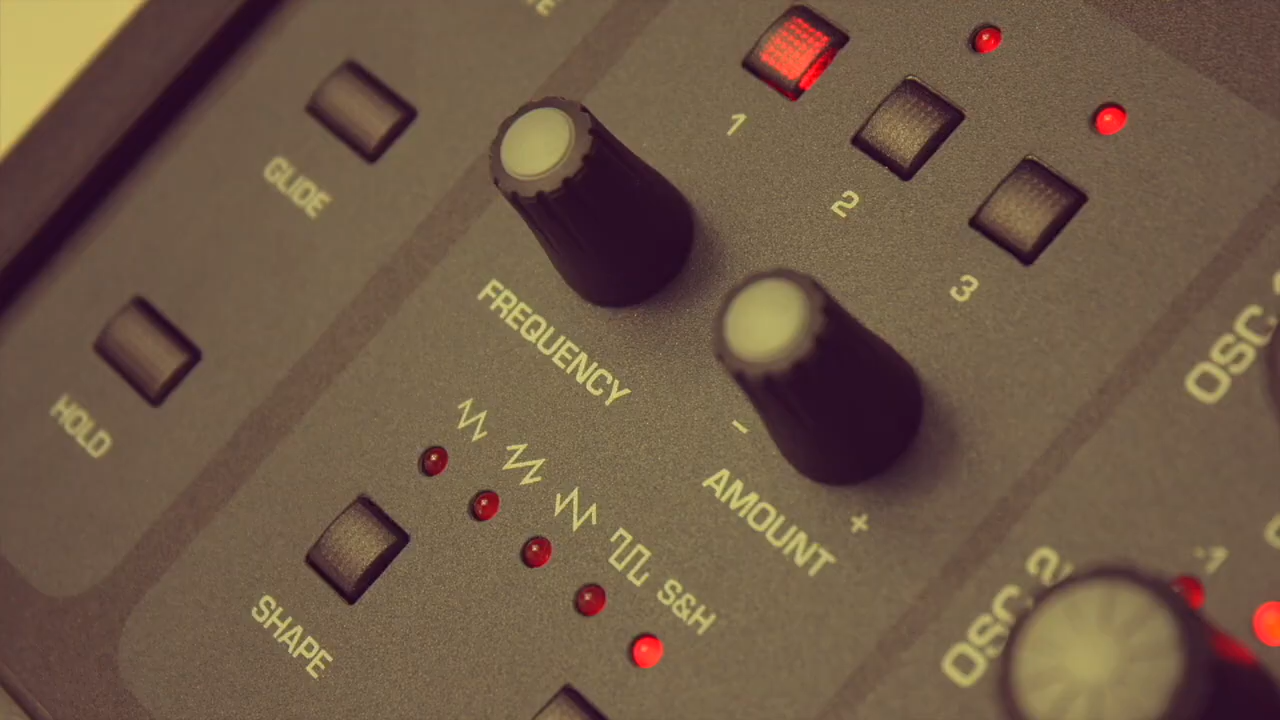 GLIDE
HOLD
1
2
3
FREQUENCY
-
AMOUNT
+
S&H
SHAPE
OSC
OSC 2
-1